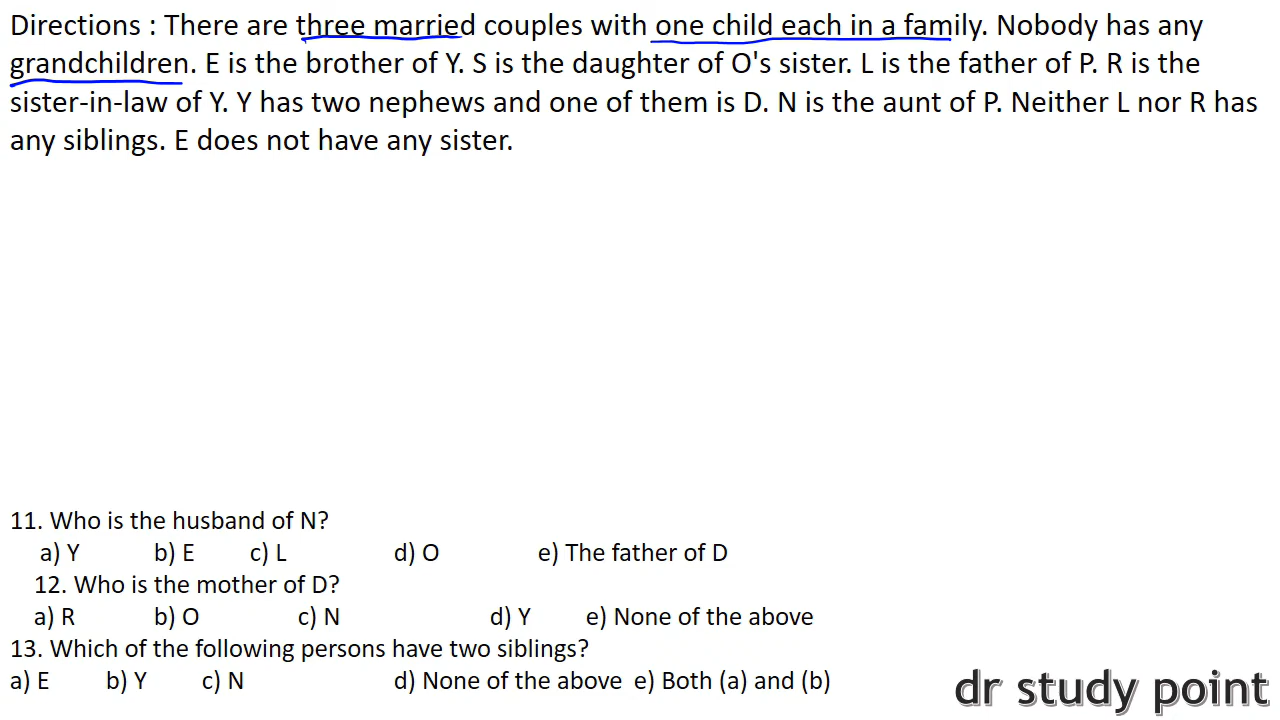 Directions : There are three married couples with one child each in a family. Nobody has any
grandchildren. E is the brother of Y. S is the daughter of O's sister. L is the father of P. R is the
sister-in-law of Y. Y has two nephews and one of them is D. N is the aunt of P. Neither L nor R has
any siblings. E does not have any sister.
11. Who is the husband of N?
a) Y b) E c) L d) O e) The father of D
12. Who is the mother of D?
a) R b) O c) N d) Y e) None of the above
13. Which of the following persons have two siblings?
a) E b) Y c) N d) None of the above e) Both (a) and (b)
dr study point